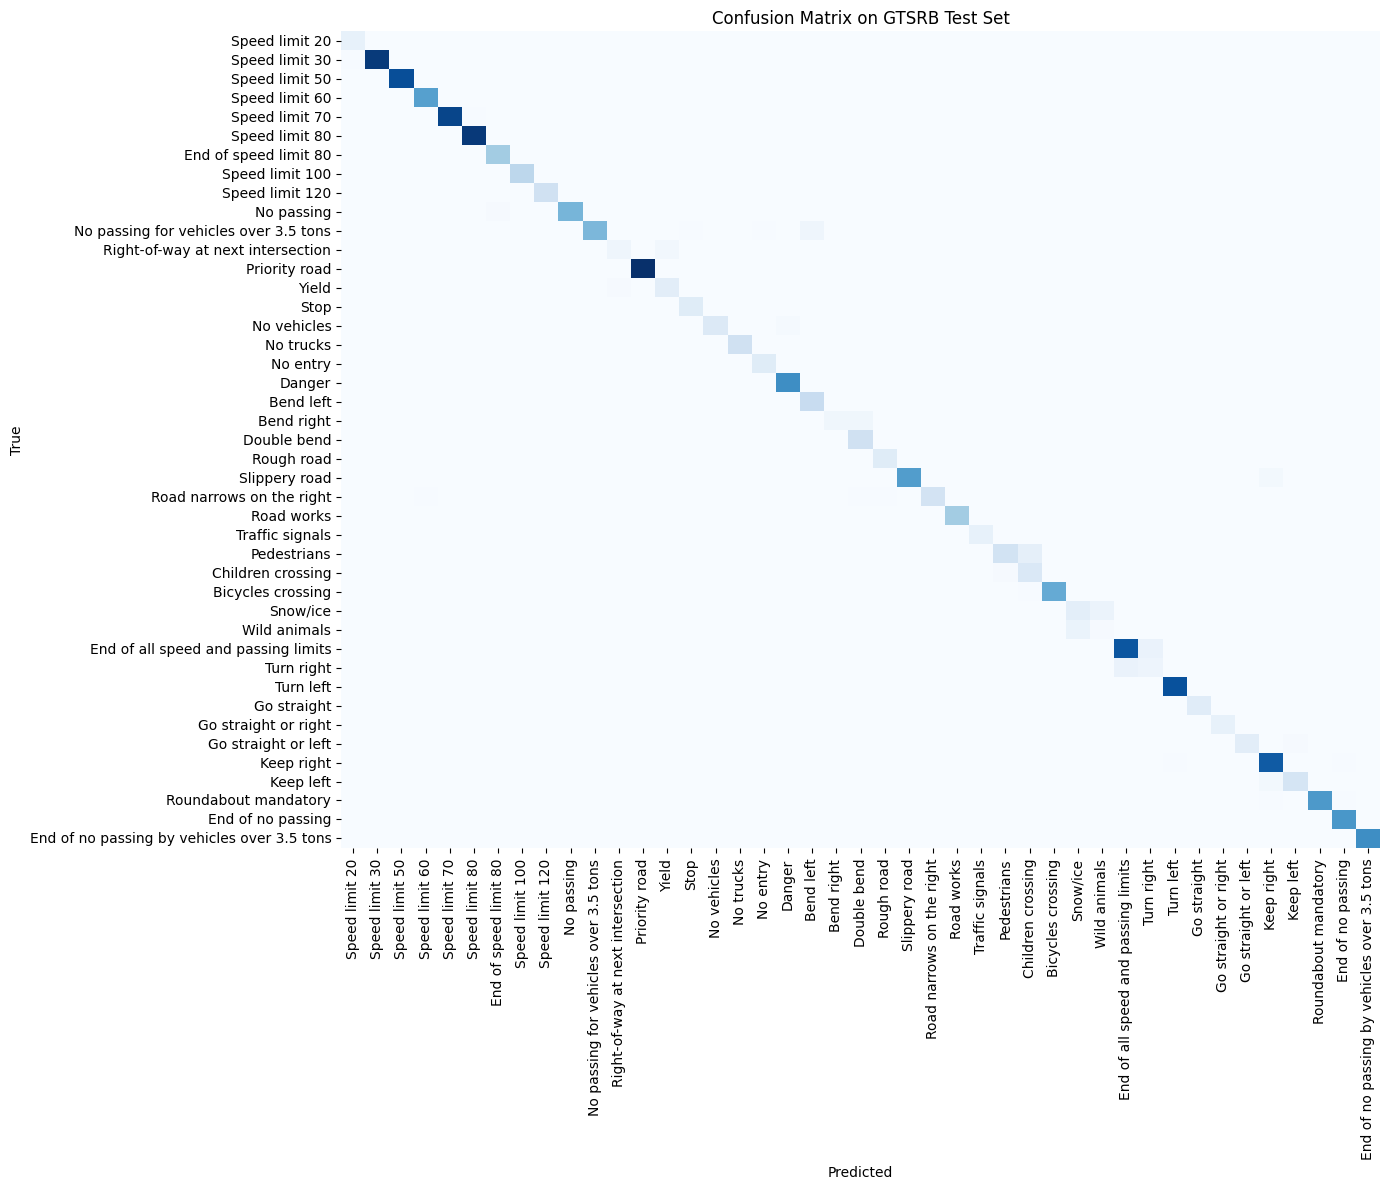 Confusion Matrix on GTSRB Test Set
True
Speed limit 20
Speed limit 30
Speed limit 50
Speed limit 60
Speed limit 70
Speed limit 80
End of speed limit 80
Speed limit 100
Speed limit 120
No passing
No passing for vehicles over 3.5 tons
Right-of-way at next intersection
Priority road
Yield
Stop
No vehicles
No trucks
No entry
Danger
Bend left
Bend right
Double bend
Rough road
Slippery road
Road narrows on the right
Road works
Traffic signals
Pedestrians
Children crossing
Bicycles crossing
Snow/ice
Wild animals
End of all speed and passing limits
Turn right
Turn left
Go straight
Go straight or right
Go straight or left
Keep right
Keep left
Roundabout mandatory
End of no passing
End of no passing by vehicles over 3.5 tons
Speed limit 20
Speed limit 30
Speed limit 50
Speed limit 60
Speed limit 70
Speed limit 80
End of speed limit 80
Speed limit 100
Speed limit 120
No passing
No passing for vehicles over 3.5 tons
Right-of-way at next intersection
Priority road
Yield
Stop
No vehicles
No trucks
No entry
Danger
Bend left
Bend right
Double bend
Rough road
Slippery road
Road narrows on the right
Road works
Traffic signals
Pedestrians
Children crossing
Bicycles crossing
Snow/ice
Wild animals
End of all speed and passing limits
Turn right
Turn left
Go straight
Go straight or right
Go straight or left
Keep right
Keep left
Roundabout mandatory
End of no passing
End of no passing by vehicles over 3.5 tons
Predicted